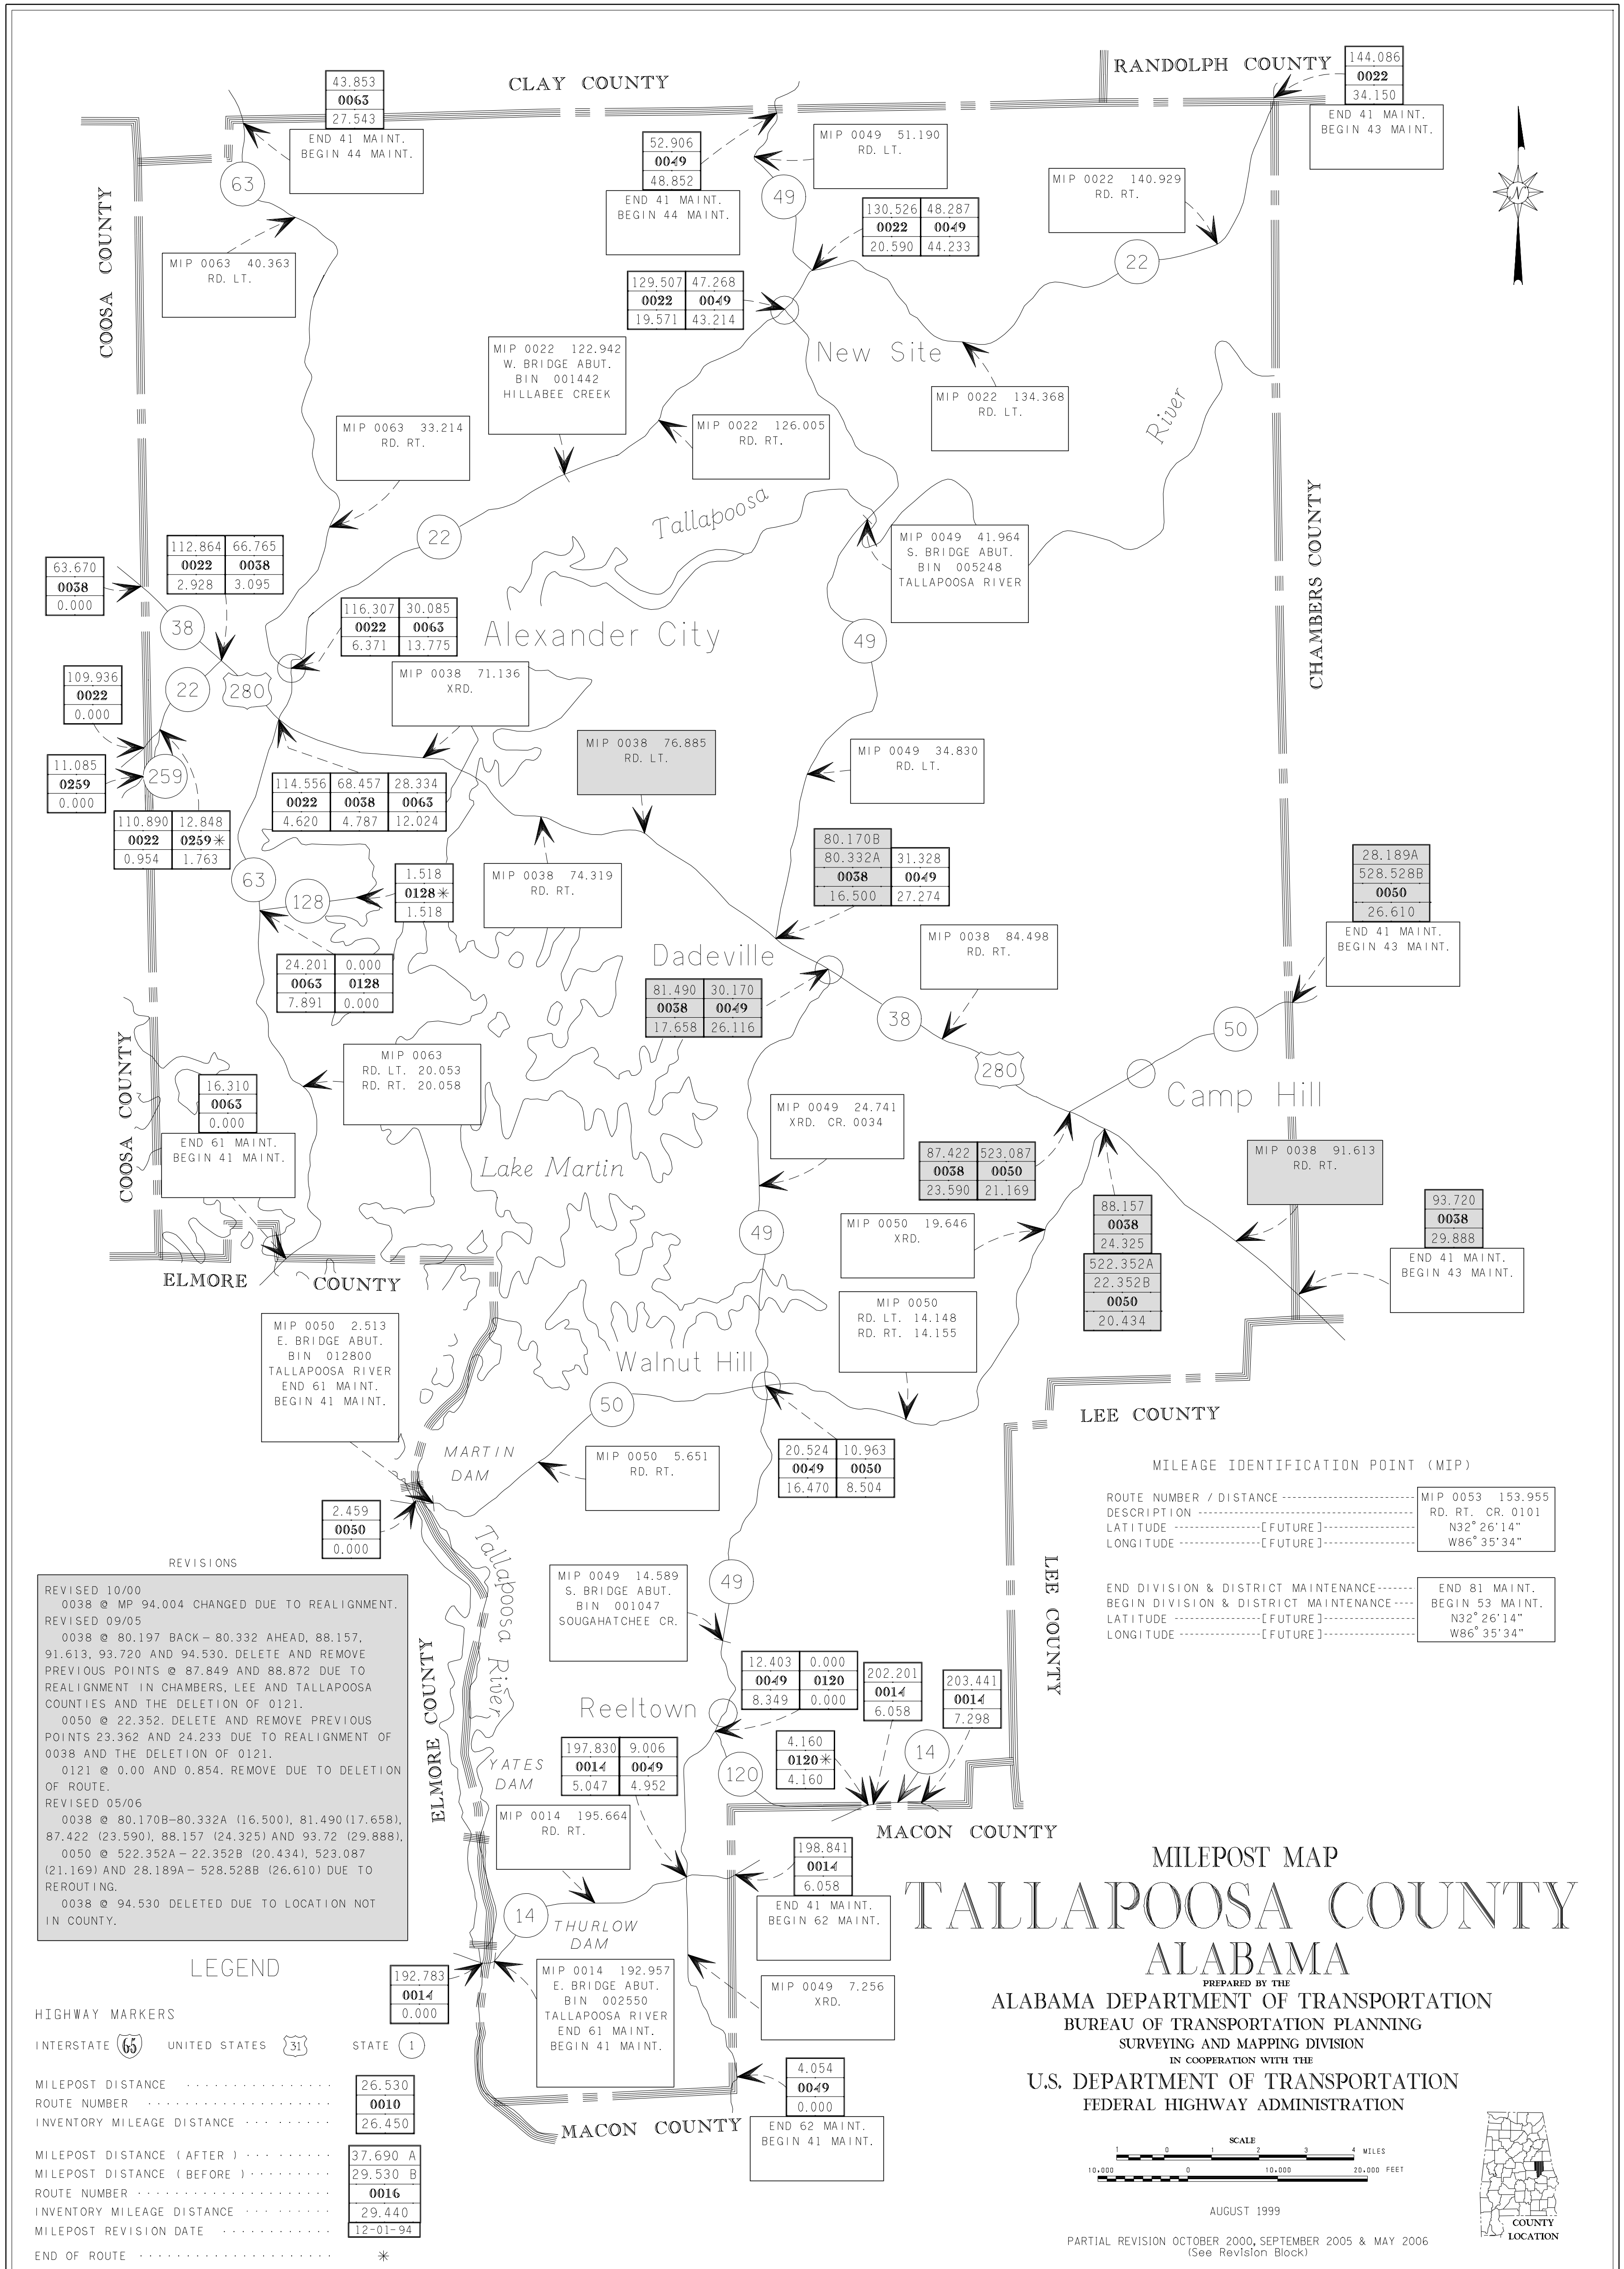 CLAY COUNTY
RANDOLPH COUNTY
144.086
0022
34.150
END 41 MAINT.
BEGIN 43 MAINT.
43.853
0063
27.543
END 41 MAINT.
BEGIN 44 MAINT.
63
52.906
0049
48.852
END 41 MAINT.
BEGIN 44 MAINT.
MIP 0049 51.190
RD. LT.
49
MIP 0022 140.929
RD. RT.
N
COOSA COUNTY
MIP 0063 40.363
RD. LT.
130.526 48.287
0022 0049
20.590 44.233
22
129.507 47.268
0022 0049
19.571 43.214
New Site
MIP 0022 122.942
W. BRIDGE ABUT.
BIN 001442
HILLABEE CREEK
MIP 0022 134.368
RD. LT.
River
MIP 0063 33.214
RD. RT.
MIP 0022 126.005
RD. RT.
Tallapoosa
22
MIP 0049 41.964
S. BRIDGE ABUT.
BIN 005248
TALLAPOOSA RIVER
CHAMBERS COUNTY
112.864 66.765
0022 0038
2.928 3.095
63.670
0038
0.000
38
116.307 30.085
0022 0063
6.371 13.775
Alexander City
49
109.936
0022
0.000
22
280
MIP 0038 71.136
XRD.
MIP 0038 76.885
RD. LT.
MIP 0049 34.830
RD. LT.
11.085
0259
0.000
259
114.556 68.457 28.334
0022 0038 0063
4.620 4.787 12.024
110.890 12.848
0022 0259*
0.954 1.763
63
128
1.518
0128*
1.518
MIP 0038 74.319
RD. RT.
80.170B
80.332A 31.328
0038 0049
16.500 27.274
28.189A
528.528B
0050
26.610
END 41 MAINT.
BEGIN 43 MAINT.
24.201 0.000
0063 0128
7.891 0.000
Dadeville
MIP 0038 84.498
RD. RT.
81.490 30.170
0038 0049
17.658 26.116
38
50
280
Camp Hill
COOSA COUNTY
MIP 0063
RD. LT. 20.053
RD. RT. 20.058
16.310
0063
0.000
END 61 MAINT.
BEGIN 41 MAINT.
Lake Martin
MIP 0049 24.741
XRD. CR. 0034
87.422 523.087
0038 0050
23.590 21.169
MIP 0038 91.613
RD. RT.
88.157
0038
24.325
522.352A
22.352B
0050
20.434
93.720
0038
29.888
END 41 MAINT.
BEGIN 43 MAINT.
49
MIP 0050 19.646
XRD.
ELMORE COUNTY
MIP 0050
RD. LT. 14.148
RD. RT. 14.155
MIP 0050 2.513
E. BRIDGE ABUT.
BIN 012800
TALLAPOOSA RIVER
END 61 MAINT.
BEGIN 41 MAINT.
Walnut Hill
50
LEE COUNTY
MARTIN
DAM
MIP 0050 5.651
RD. RT.
20.524 10.963
0049 0050
16.470 8.504
2.459
0050
0.000
MILEAGE IDENTIFICATION POINT (MIP)
ROUTE NUMBER / DISTANCE MIP 0053 153.955
DESCRIPTION RD. RT. CR. 0101
LATITUDE [FUTURE] N32°26'14"
LONGITUDE [FUTURE] W86°35'34"
END DIVISION & DISTRICT MAINTENANCE END 81 MAINT.
BEGIN DIVISION & DISTRICT MAINTENANCE BEGIN 53 MAINT.
LATITUDE [FUTURE] N32°26'14"
LONGITUDE [FUTURE] W86°35'34"
Tallapoosa River
LEE COUNTY
ELMORE COUNTY
49
MIP 0049 14.589
S. BRIDGE ABUT.
BIN 001047
SOUGAHATCHEE CR.
REVISIONS
REVISED 10/00
0038 @ MP 94.004 CHANGED DUE TO REALIGNMENT.
REVISED 09/05
0038 @ 80.197 BACK – 80.332 AHEAD, 88.157,
91.613, 93.720 AND 94.530. DELETE AND REMOVE
PREVIOUS POINTS @ 87.849 AND 88.872 DUE TO
REALIGNMENT IN CHAMBERS, LEE AND TALLAPOOSA
COUNTIES AND THE DELETION OF 0121.
0050 @ 22.352. DELETE AND REMOVE PREVIOUS
POINTS 23.362 AND 24.233 DUE TO REALIGNMENT OF
0038 AND THE DELETION OF 0121.
0121 @ 0.00 AND 0.854. REMOVE DUE TO DELETION
OF ROUTE.
REVISED 05/06
0038 @ 80.170B–80.332A (16.500), 81.490(17.658),
87.422 (23.590), 88.157 (24.325) AND 93.72 (29.888),
0050 @ 522.352A – 22.352B (20.434), 523.087
(21.169) AND 28.189A – 528.528B (26.610) DUE TO
REROUTING.
0038 @ 94.530 DELETED DUE TO LOCATION NOT
IN COUNTY.
Reeltown
12.403 0.000
0049 0120
8.349 0.000
202.201
0014
6.058
203.441
0014
7.298
4.160
0120*
4.160
14
120
197.830 9.006
0014 0049
5.047 4.952
YATES
DAM
MIP 0014 195.664
RD. RT.
MACON COUNTY
198.841
0014
6.058
END 41 MAINT.
BEGIN 62 MAINT.
14
THURLOW
DAM
192.783
0014
0.000
MIP 0014 192.957
E. BRIDGE ABUT.
BIN 002550
TALLAPOOSA RIVER
END 61 MAINT.
BEGIN 41 MAINT.
MIP 0049 7.256
XRD.
4.054
0049
0.000
END 62 MAINT.
BEGIN 41 MAINT.
MACON COUNTY
LEGEND
HIGHWAY MARKERS
INTERSTATE 65 UNITED STATES 31 STATE 1
MILEPOST DISTANCE 26.530
ROUTE NUMBER 0010
INVENTORY MILEAGE DISTANCE 26.450
MILEPOST DISTANCE (AFTER) 37.690 A
MILEPOST DISTANCE (BEFORE) 29.530 B
ROUTE NUMBER 0016
INVENTORY MILEAGE DISTANCE 29.440
MILEPOST REVISION DATE 12-01-94
END OF ROUTE *
MILEPOST MAP
TALLAPOOSA COUNTY
ALABAMA
PREPARED BY THE
ALABAMA DEPARTMENT OF TRANSPORTATION
BUREAU OF TRANSPORTATION PLANNING
SURVEYING AND MAPPING DIVISION
IN COOPERATION WITH THE
U.S. DEPARTMENT OF TRANSPORTATION
FEDERAL HIGHWAY ADMINISTRATION
SCALE
1 0 1 2 3 4 MILES
10,000 0 10,000 20,000 FEET
AUGUST 1999
PARTIAL REVISION OCTOBER 2000, SEPTEMBER 2005 & MAY 2006
(See Revision Block)
COUNTY
LOCATION